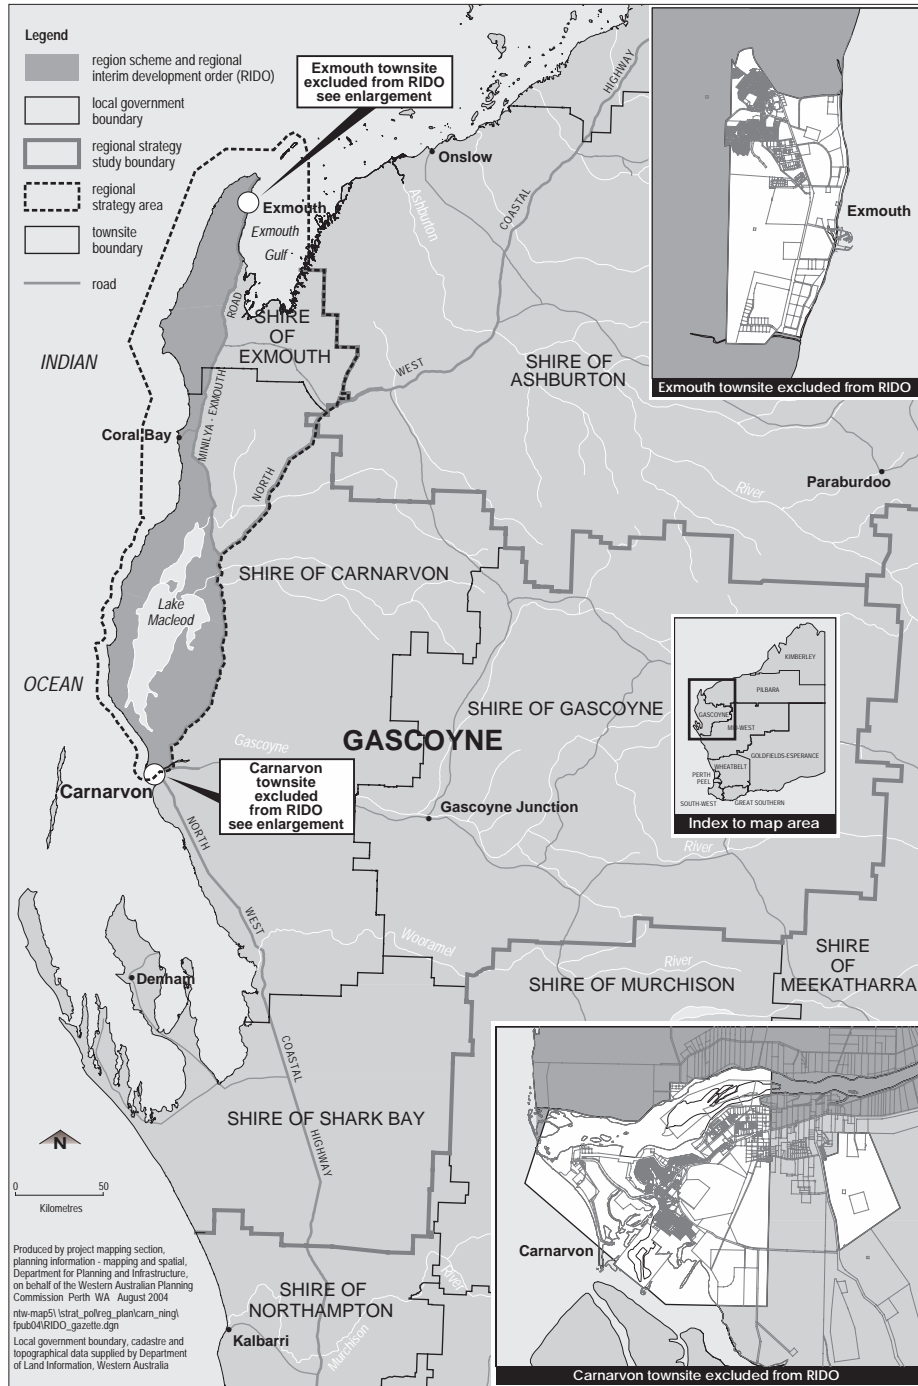 Legend
region scheme and regional
interim development order (RIDO)
local government
boundary
regional strategy
study boundary
regional
strategy area
townsite
boundary
road
Exmouth townsite
excluded from RIDO
see enlargement
HIGHWAY
COASTAL
Onslow
Ashburton
Exmouth
Exmouth
Gulf
ROAD
SHIRE
OF
EXMOUTH
INDIAN
WEST
SHIRE OF
ASHBURTON
Exmouth
Exmouth townsite excluded from RIDO
MINILYA - EXMOUTH
Coral Bay
NORTH
Paraburdoo
River
SHIRE OF CARNARVON
Lake
Macleod
OCEAN
SHIRE OF GASCOYNE
GASCOYNE
Gascoyne
KIMBERLEY
PILBARA
GASCOYNE
MID-WEST
GOLDFIELDS-ESPERANCE
WHEATBELT
PERTH
PEEL
SOUTH-WEST
GREAT SOUTHERN
Index to map area
Carnarvon
Carnarvon
townsite
excluded
from RIDO
see enlargement
Gascoyne Junction
River
NORTH
WEST
Wooramel
River
Denham
SHIRE OF MURCHISON
SHIRE
OF
MEEKATHARRA
COASTAL
SHIRE OF SHARK BAY
HIGHWAY
N
0 50
Kilometres
Carnarvon
Carnarvon townsite excluded from RIDO
Produced by project mapping section,
planning information - mapping and spatial,
Department for Planning and Infrastructure,
on behalf of the Western Australian Planning
Commission Perth WA August 2004
ntw-map5\ \strat_pol\reg_plan\carn_ning\
fpub04\RIDO_gazette.dgn
Local government boundary, cadastre and
topographical data supplied by Department
of Land Information, Western Australia
SHIRE OF
NORTHAMPTON
River
Kalbarri
Murchison